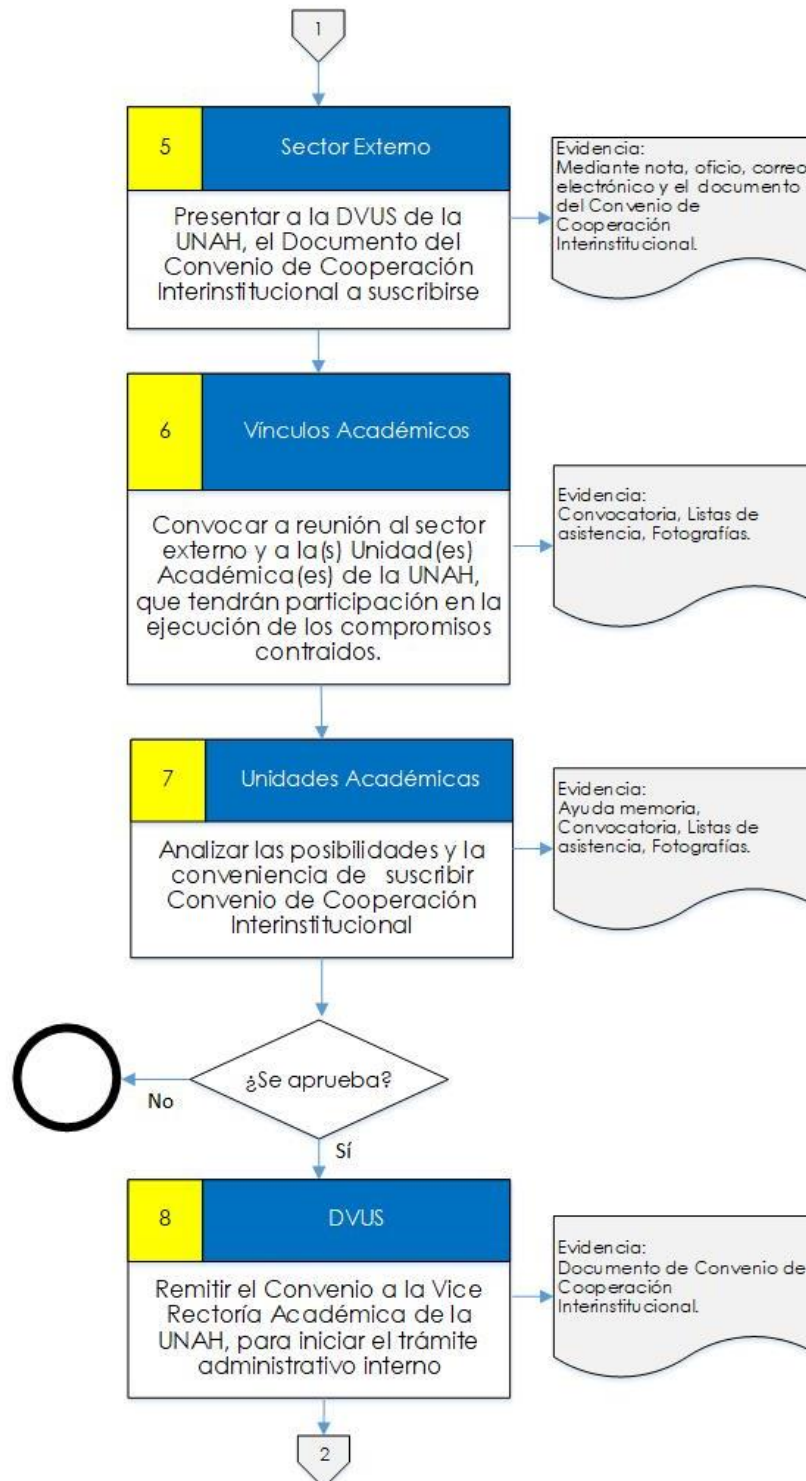 1
5
Sector Externo
Presentar a la DVUS de la
UNAH, el Documento del
Convenio de Cooperación
Interinstitucional a suscribirse
Evidencia:
Mediante nota, oficio, correo
electrónico y el documento
del Convenio de
Cooperación
Interinstitucional.
6
Vínculos Académicos
Convocar a reunión al sector
externo y a la(s) Unidad(es)
Académica(es) de la UNAH,
que tendrán participación en la
ejecución de los compromisos
contraidos.
Evidencia:
Convocatoria, Listas de
asistencia, Fotografías.
7
Unidades Académicas
Analizar las posibilidades y la
conveniencia de suscribir
Convenio de Cooperación
Interinstitucional
Evidencia:
Ayuda memoria,
Convocatoria, Listas de
asistencia, Fotografías.
¿Se aprueba?
No
Sí
8
DVUS
Remitir el Convenio a la Vice
Rectoría Académica de la
UNAH, para iniciar el trámite
administrativo interno
Evidencia:
Documento de Convenio de
Cooperación
Interinstitucional.
2